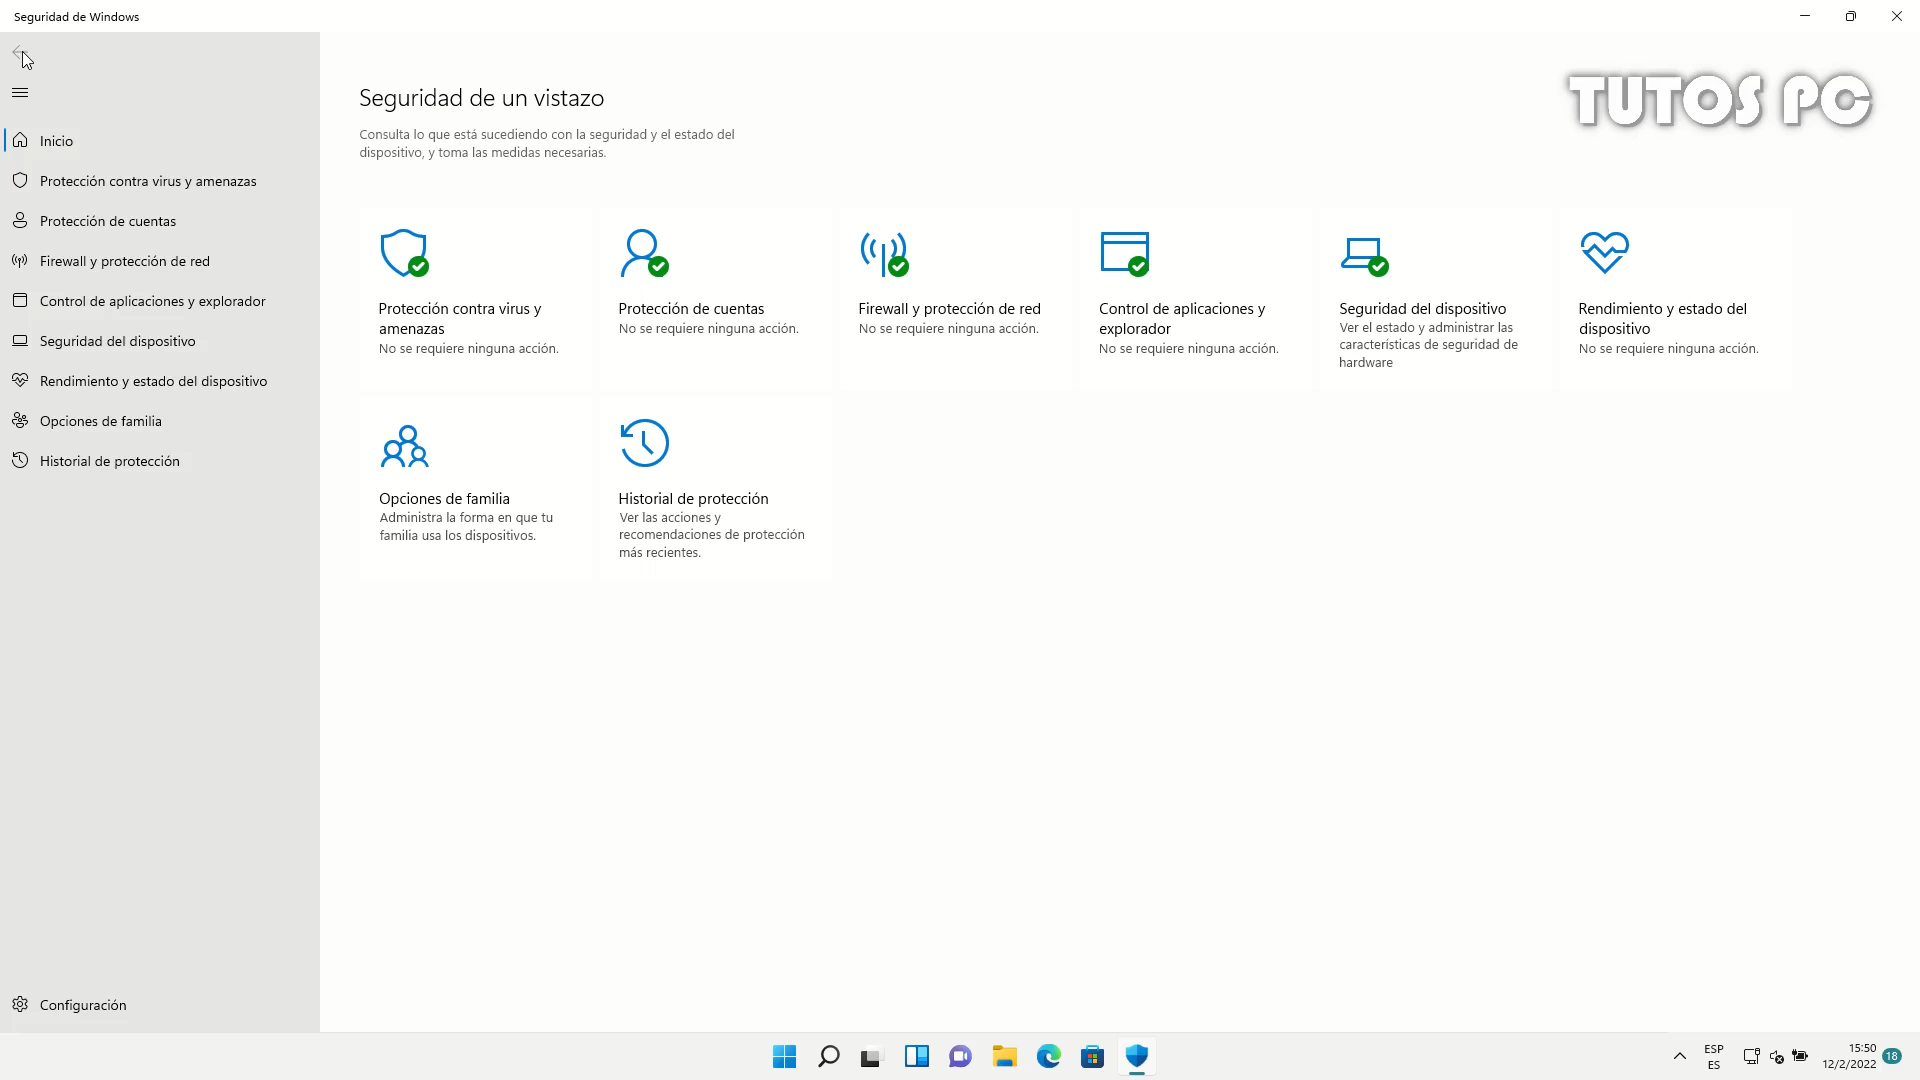 Seguridad de Windows
TUTOS PC
Inicio
Protección contra virus y amenazas
Protección de cuentas
Firewall y protección de red
Control de aplicaciones y explorador
Seguridad del dispositivo
Rendimiento y estado del dispositivo
Opciones de familia
Historial de protección
Configuración
Seguridad de un vistazo
Consulta lo que está sucediendo con la seguridad y el estado del
dispositivo, y toma las medidas necesarias.
Protección contra virus y
amenazas
No se requiere ninguna acción.
Protección de cuentas
No se requiere ninguna acción.
Firewall y protección de red
No se requiere ninguna acción.
Control de aplicaciones y
explorador
No se requiere ninguna acción.
Seguridad del dispositivo
Ver el estado y administrar las
características de seguridad de
hardware
Rendimiento y estado del
dispositivo
No se requiere ninguna acción.
Opciones de familia
Administra la forma en que tu
familia usa los dispositivos.
Historial de protección
Ver las acciones y
recomendaciones de protección
más recientes.
ESP
ES
15:50
12/2/2022
18